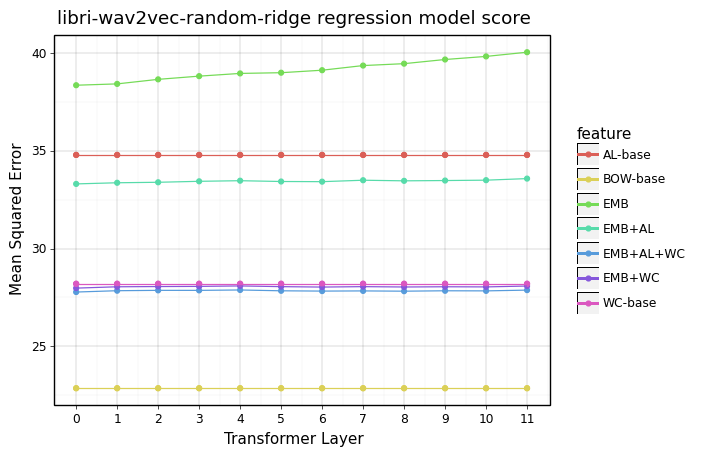 libri-wav2vec-random-ridge regression model score
Mean Squared Error
40
35
30
25
0 1 2 3 4 5 6 7 8 9 10 11
Transformer Layer
feature
AL-base
BOW-base
EMB
EMB+AL
EMB+AL+WC
EMB+WC
WC-base